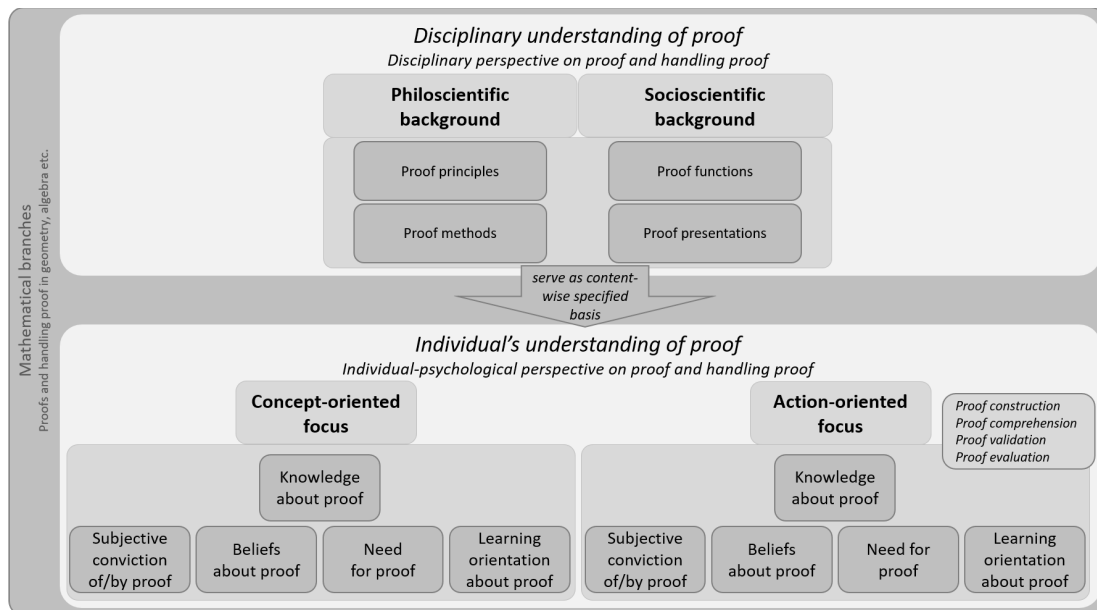 Mathematical branches
Proofs and handling proof in geometry, algebra etc.
Disciplinary understanding of proof
Disciplinary perspective on proof and handling proof
Philoscientific
background
Socioscientific
background
Proof principles
Proof functions
Proof methods
Proof presentations
serve as content-
wise specified
basis
Individual's understanding of proof
Individual-psychological perspective on proof and handling proof
Concept-oriented
focus
Action-oriented
focus
Proof construction
Proof comprehension
Proof validation
Proof evaluation
Knowledge
about proof
Subjective
conviction
of/by proof
Beliefs
about proof
Need
for proof
Learning
orientation
about proof
Knowledge
about proof
Subjective
conviction
of/by proof
Beliefs
about proof
Need for
proof
Learning
orientation
about proof